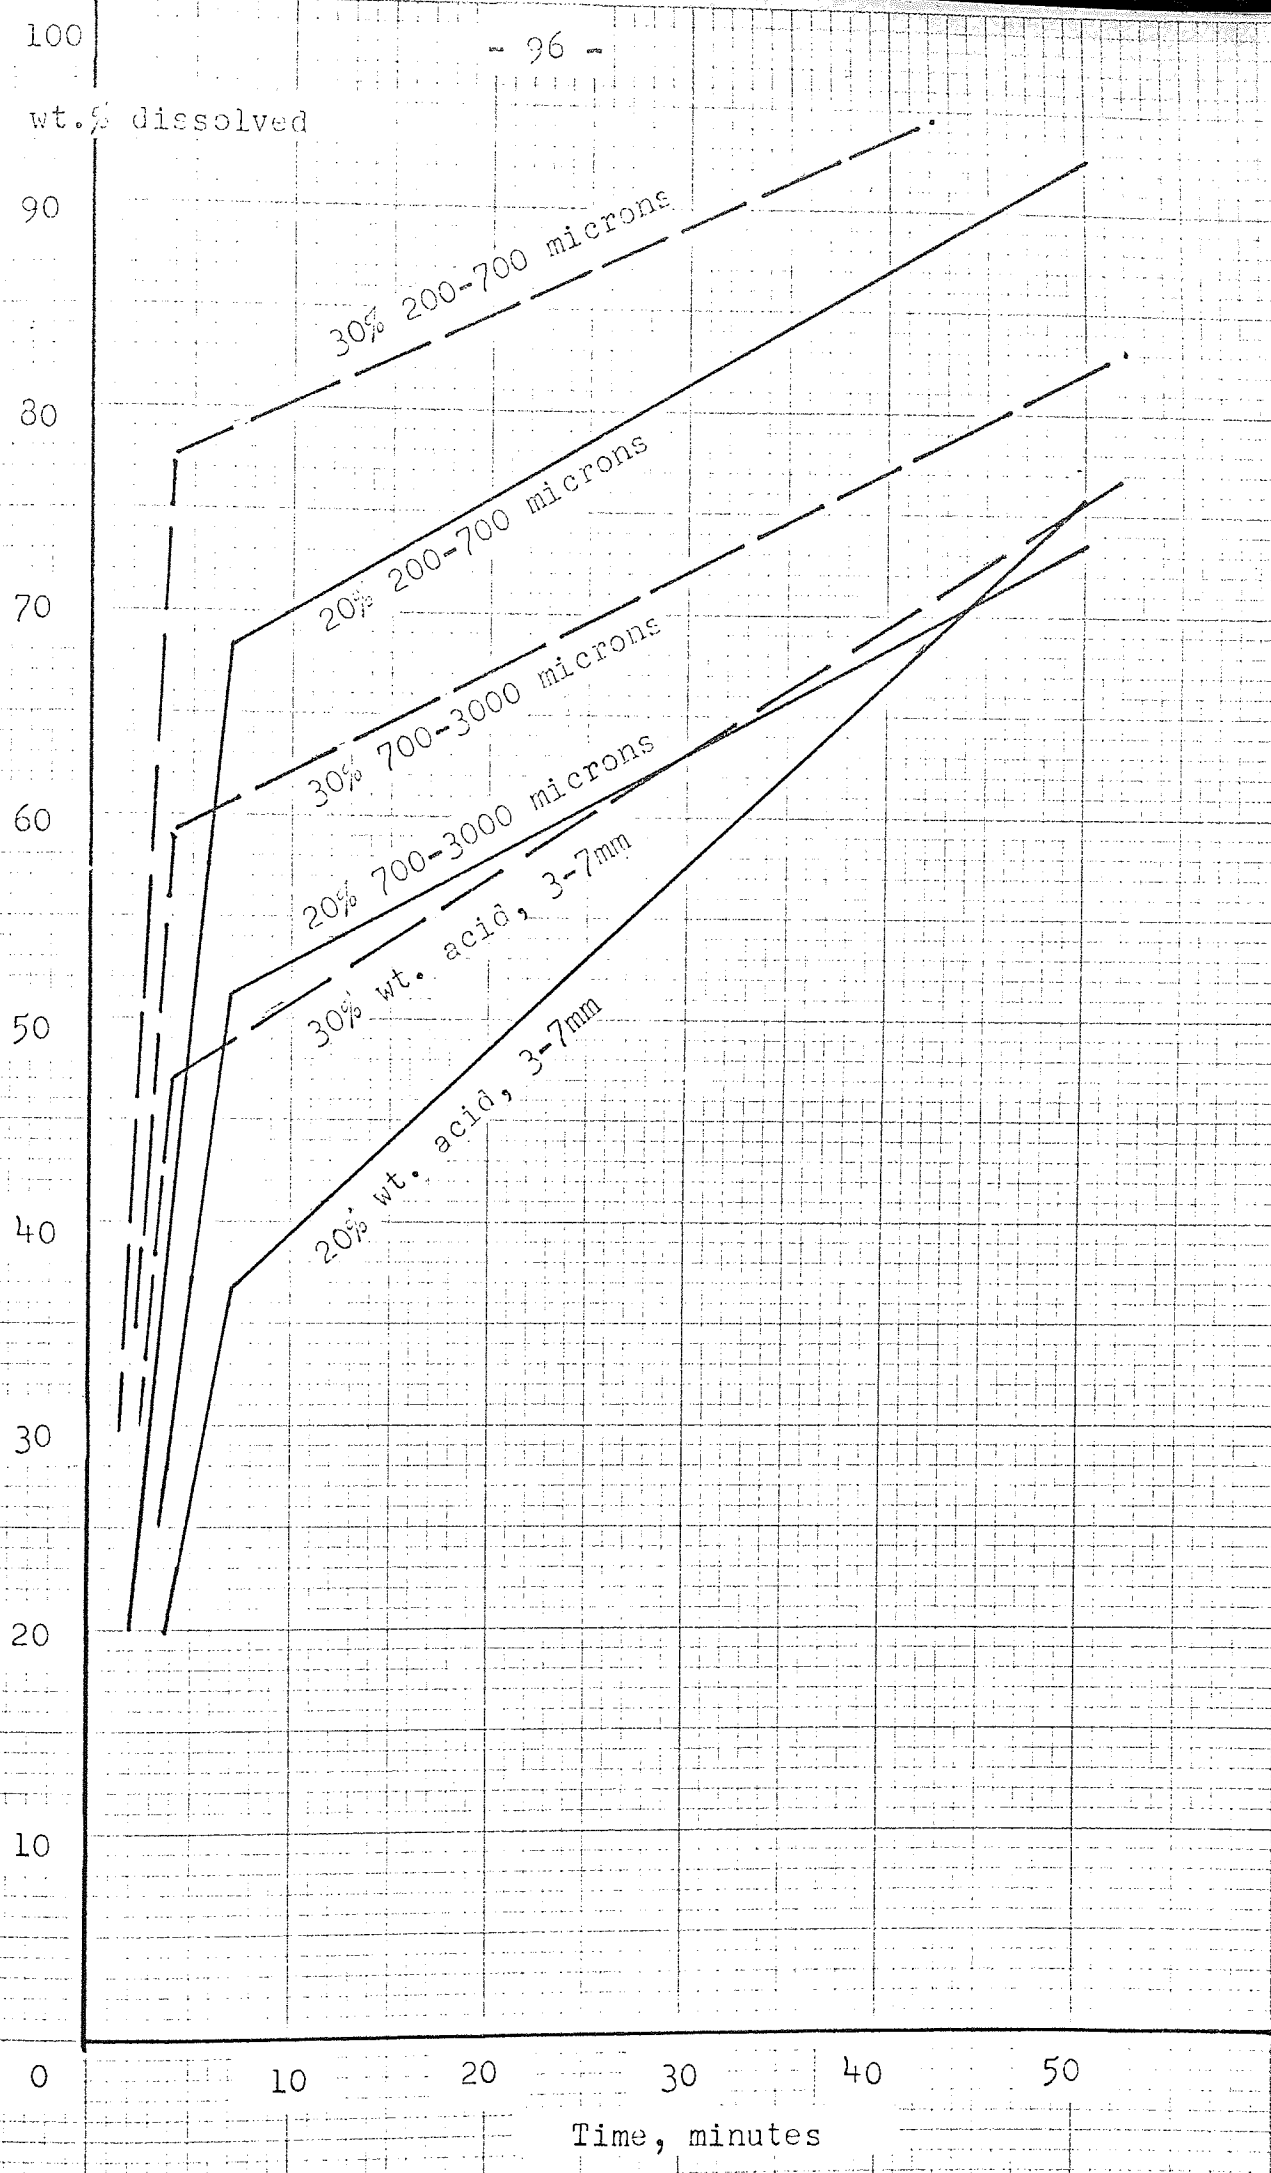 - 96 -
100
wt.% dissolved
90
80
70
60
50
40
30
20
10
0
30% 200-700 microns
20% 200-700 microns
30% 700-3000 microns
20% 700-3000 microns
30% wt. acid, 3-7mm
20% wt. acid, 3-7mm
10 20 30 40 50
Time, minutes